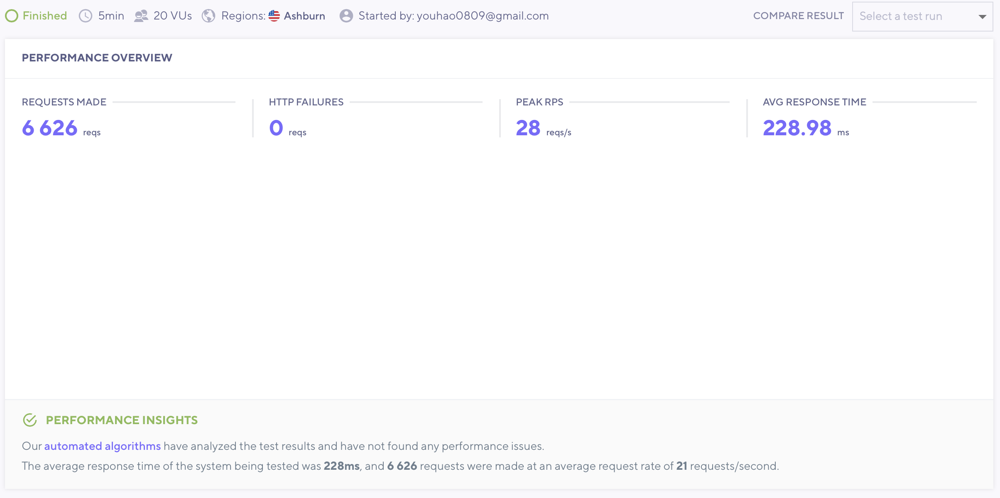 Finished 5min 20 VUs Regions: Ashburn Started by: youhao0809@gmail.com COMPARE RESULT Select a test run
PERFORMANCE OVERVIEW
REQUESTS MADE HTTP FAILURES PEAK RPS AVG RESPONSE TIME
6 626 reqs 0 reqs 28 reqs/s 228.98 ms
PERFORMANCE INSIGHTS
Our automated algorithms have analyzed the test results and have not found any performance issues.
The average response time of the system being tested was 228ms, and 6 626 requests were made at an average request rate of 21 requests/second.